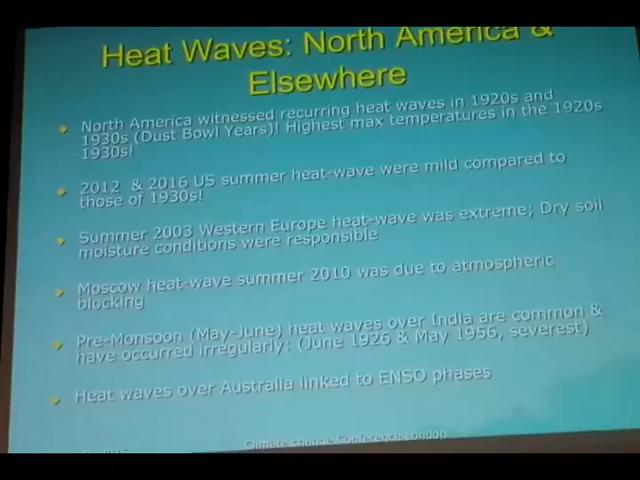 Heat Waves: North America &
Elsewhere
North America witnessed recurring heat waves in 1920s and
1930s (Dust Bowl Years)! Highest max temperatures in the 1920s
1930s!
2012 & 2016 US summer heat-wave were mild compared to
those of 1930s!
Summer 2003 Western Europe heat-wave was extreme; Dry soil
moisture conditions were responsible
Moscow heat-wave summer 2010 was due to atmospheric
blocking
Pre-Monsoon (May-June) heat waves over India are common &
have occurred irregularly: (June 1926 & May 1956, severest)
Heat waves over Australia linked to ENSO phases
Conference London